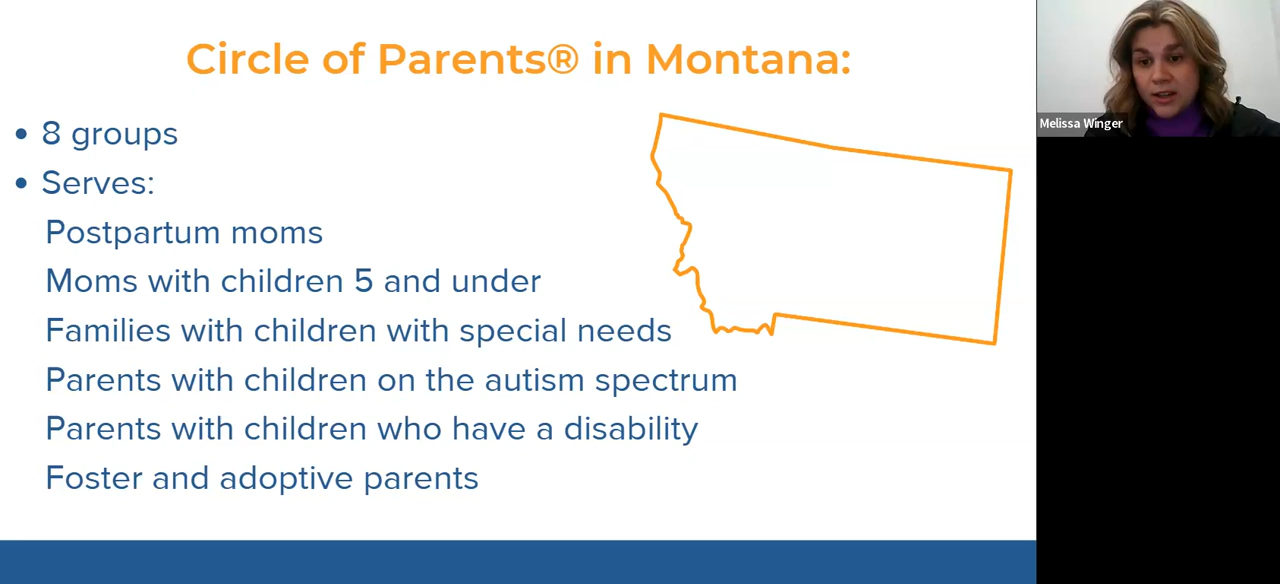 Circle of Parents® in Montana:
• 8 groups
• Serves:
Postpartum moms
Moms with children 5 and under
Families with children with special needs
Parents with children on the autism spectrum
Parents with children who have a disability
Foster and adoptive parents
Melissa Winger